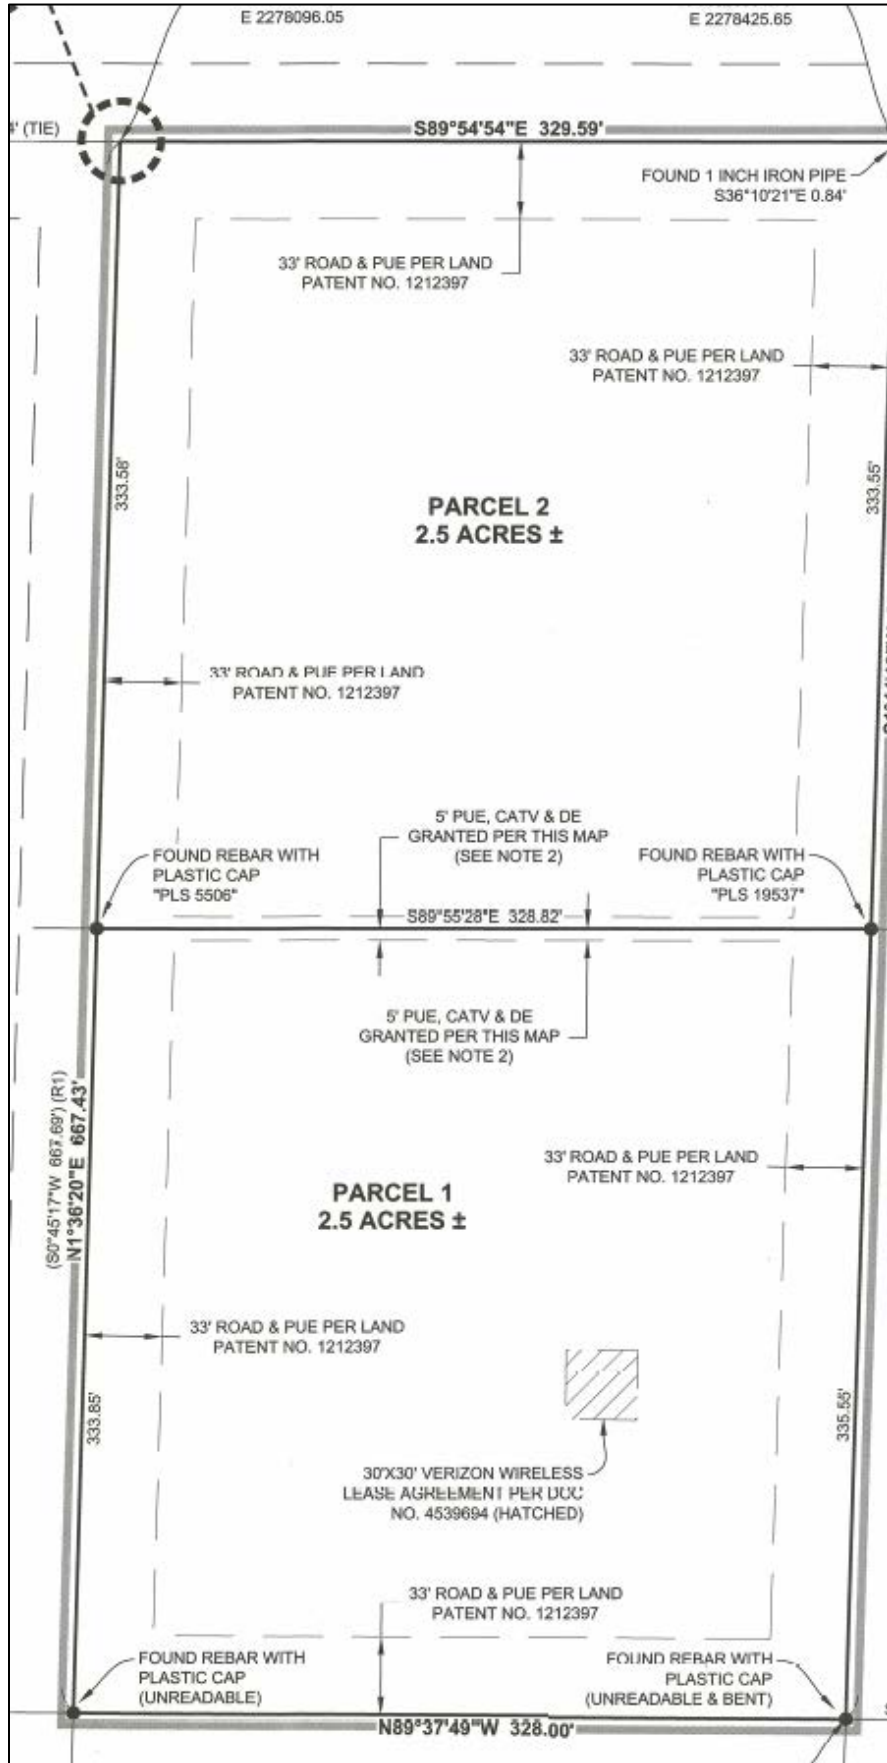 E 2278096.05
E 2278425.65
(TIE)
S89°54'54"E 329.59'
FOUND 1 INCH IRON PIPE
S36°10'21"E 0.84'
33' ROAD & PUE PER LAND
PATENT NO. 1212397
33' ROAD & PUE PER LAND
PATENT NO. 1212397
333.58'
333.55'
PARCEL 2
2.5 ACRES ±
33' ROAD & PUE PER LAND
PATENT NO. 1212397
5' PUE, CATV & DE
GRANTED PER THIS MAP
(SEE NOTE 2)
FOUND REBAR WITH
PLASTIC CAP
"PLS 5506"
FOUND REBAR WITH
PLASTIC CAP
"PLS 19537"
S89°55'28"E 328.82'
5' PUE, CATV & DE
GRANTED PER THIS MAP
(SEE NOTE 2)
(S0°45'17"W 667.69') (R1)
N1°36'20"E 667.43'
33' ROAD & PUE PER LAND
PATENT NO. 1212397
PARCEL 1
2.5 ACRES ±
33' ROAD & PUE PER LAND
PATENT NO. 1212397
333.85'
335.55'
30'X30' VERIZON WIRELESS
LEASE AGREEMENT PER DOC
NO. 4539694 (HATCHED)
33' ROAD & PUE PER LAND
PATENT NO. 1212397
FOUND REBAR WITH
PLASTIC CAP
(UNREADABLE)
FOUND REBAR WITH
PLASTIC CAP
(UNREADABLE & BENT)
N89°37'49"W 328.00'